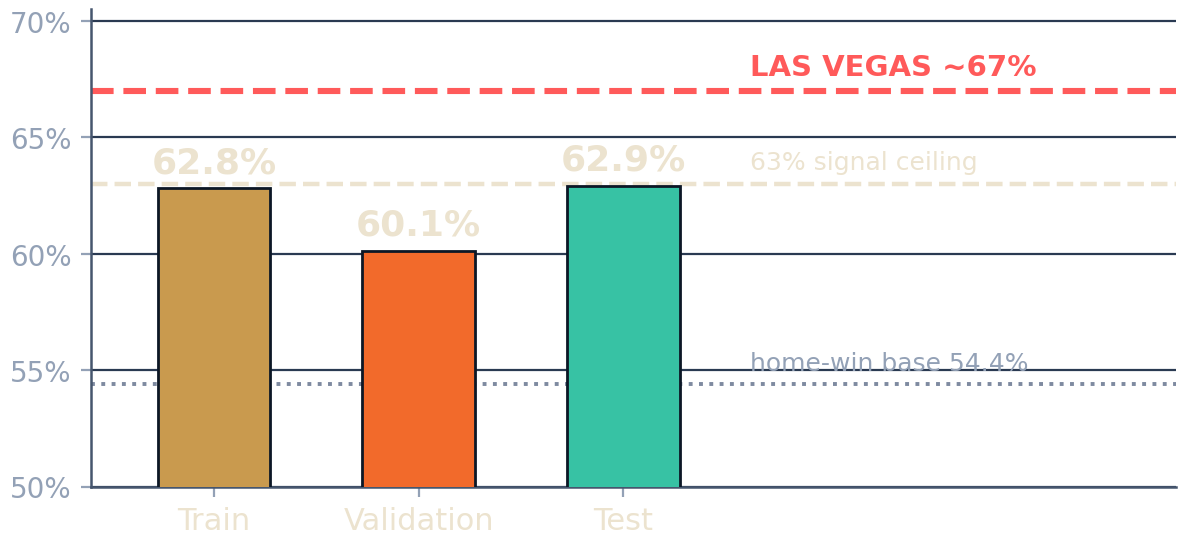 70%
LAS VEGAS ~67%
65%
62.8%
62.9%
63% signal ceiling
60.1%
60%
55%
home-win base 54.4%
50%
Train
Validation
Test